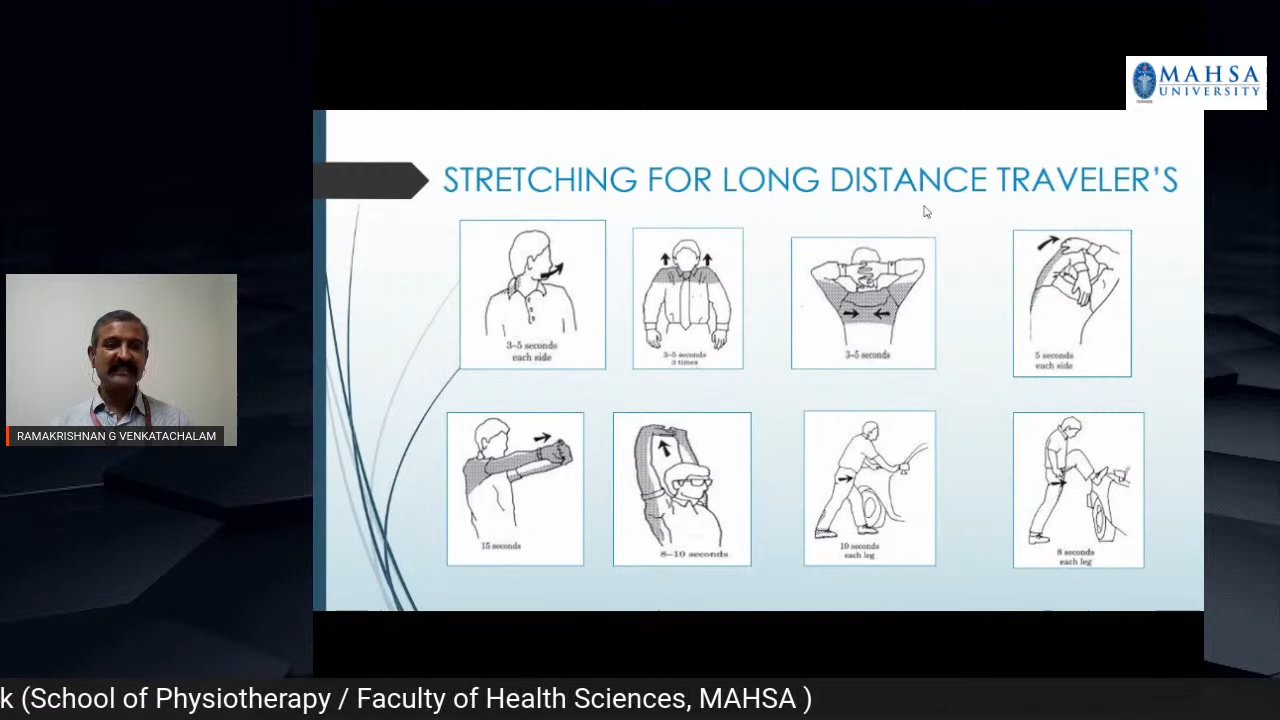 MAHSA
UNIVERSITY
STRETCHING FOR LONG DISTANCE TRAVELER'S
3-5 seconds
each side
3-5 seconds
3 times
3-5 seconds
5 seconds
each side
15 seconds
8-10 seconds
10 seconds
each leg
8 seconds
each leg
RAMAKRISHNAN G VENKATACHALAM
k (School of Physiotherapy / Faculty of Health Sciences, MAHSA )